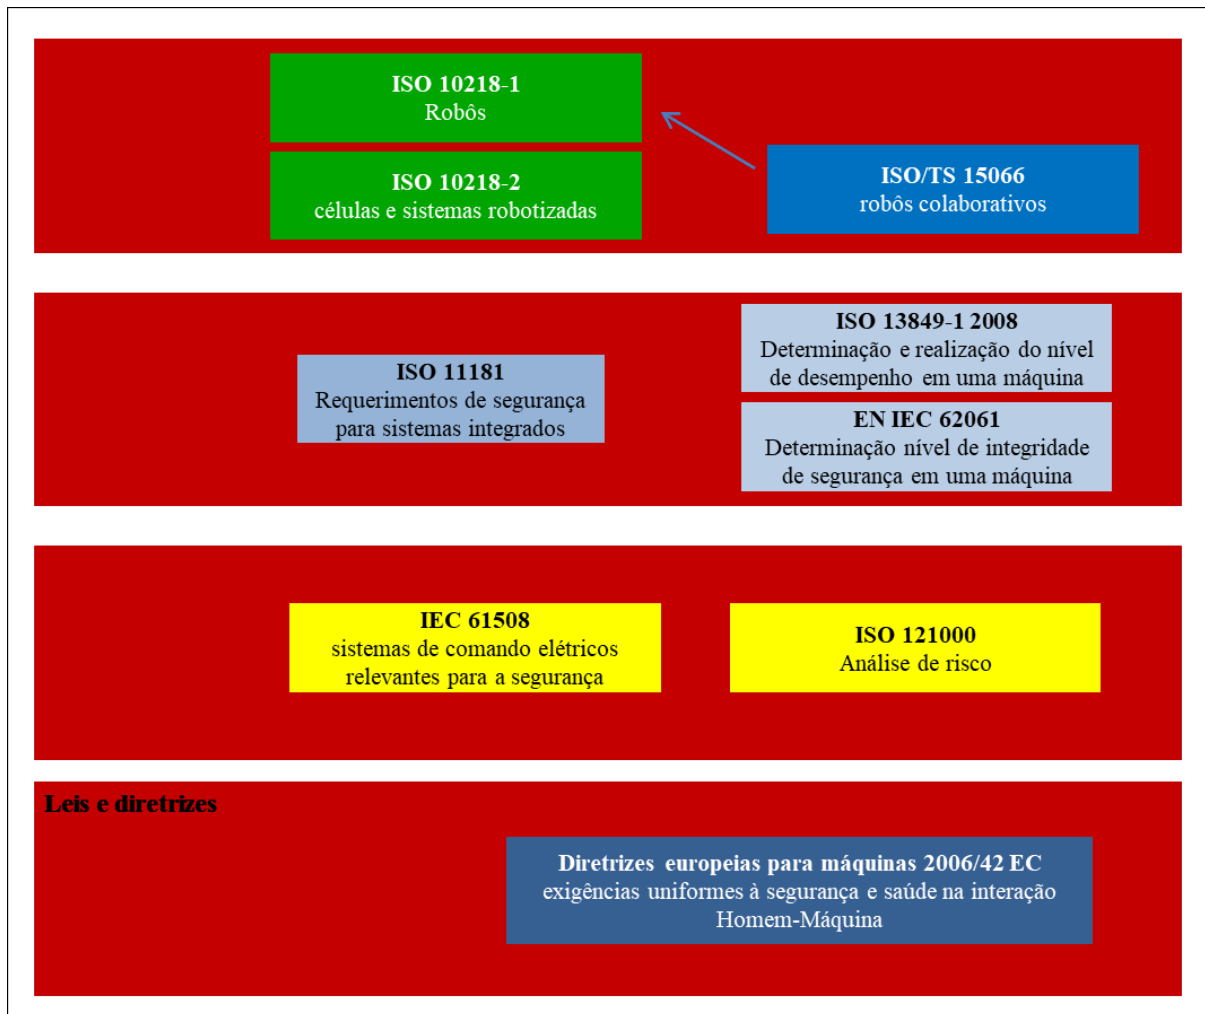 ISO 10218-1
Robôs
ISO 10218-2
células e sistemas robotizadas
ISO/TS 15066
robôs colaborativos
ISO 11181
Requerimentos de segurança
para sistemas integrados
ISO 13849-1 2008
Determinação e realização do nível
de desempenho em uma máquina
EN IEC 62061
Determinação nível de integridade
de segurança em uma máquina
IEC 61508
sistemas de comando elétricos
relevantes para a segurança
ISO 121000
Análise de risco
Leis e diretrizes
Diretrizes europeias para máquinas 2006/42 EC
exigências uniformes à segurança e saúde na interação
Homem-Máquina